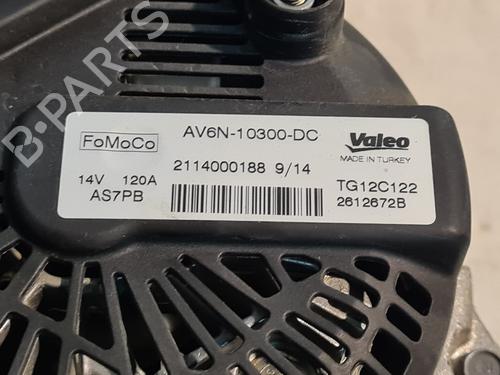 B-PARTS
FoMoCo
AV6N-10300-DC
Valeo
MADE IN TURKEY
2114000188 9/14
14V 120A
AS7PB
TG12C122
2612672B